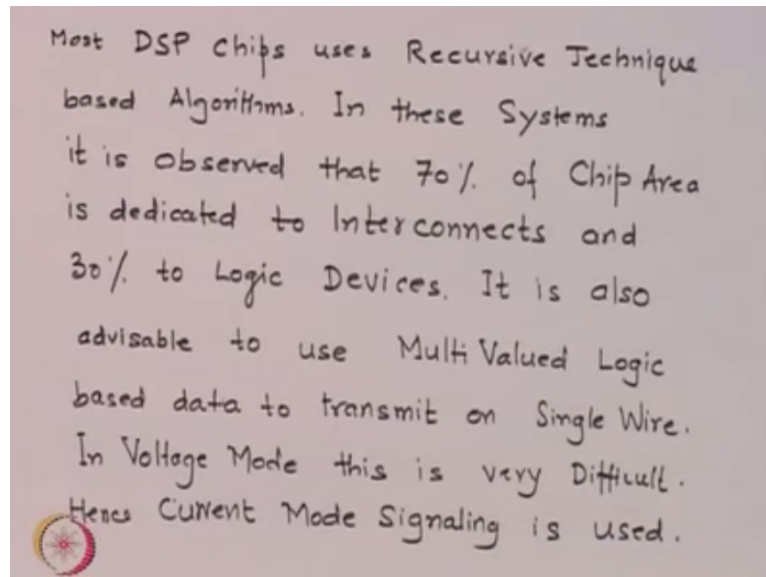 Most DSP Chips uses Recursive Technique
based Algorithms. In these Systems
it is observed that 70% of Chip Area
is dedicated to Interconnects and
30% to Logic Devices. It is also
advisable to use Multi Valued Logic
based data to transmit on Single Wire.
In Voltage Mode this is very Difficult.
Hence Current Mode Signaling is used.